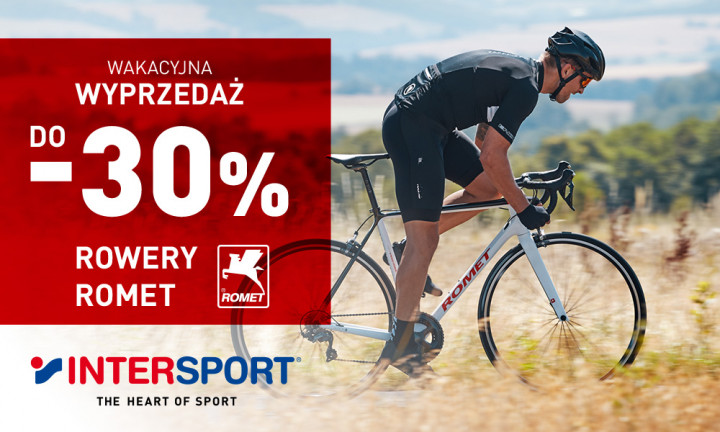 WAKACYJNA
WYPRZEDAŻ
DO
-30%
ROWERY
ROMET
®ROMET
ROMET
INTERSPORT®
THE HEART OF SPORT